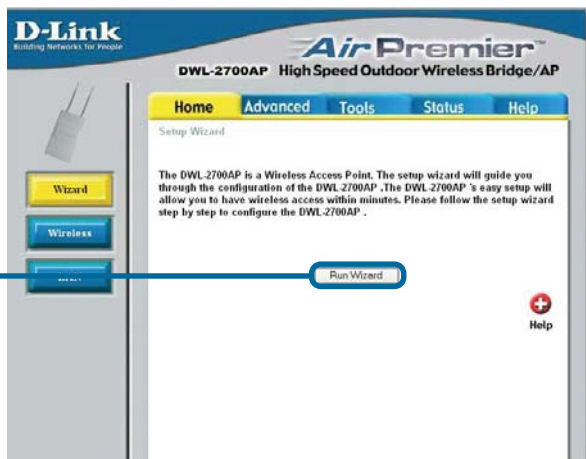 D-Link
Building Networks for People
Air Premier™
DWL-2700AP High Speed Outdoor Wireless Bridge/AP
Home Advanced Tools Status Help
Setup Wizard
The DWL-2700AP is a Wireless Access Point. The setup wizard will guide you
through the configuration of the DWL-2700AP .The DWL-2700AP 's easy setup will
allow you to have wireless access within minutes. Please follow the setup wizard
step by step to configure the DWL-2700AP .
Wizard
Wireless
Run Wizard
Help